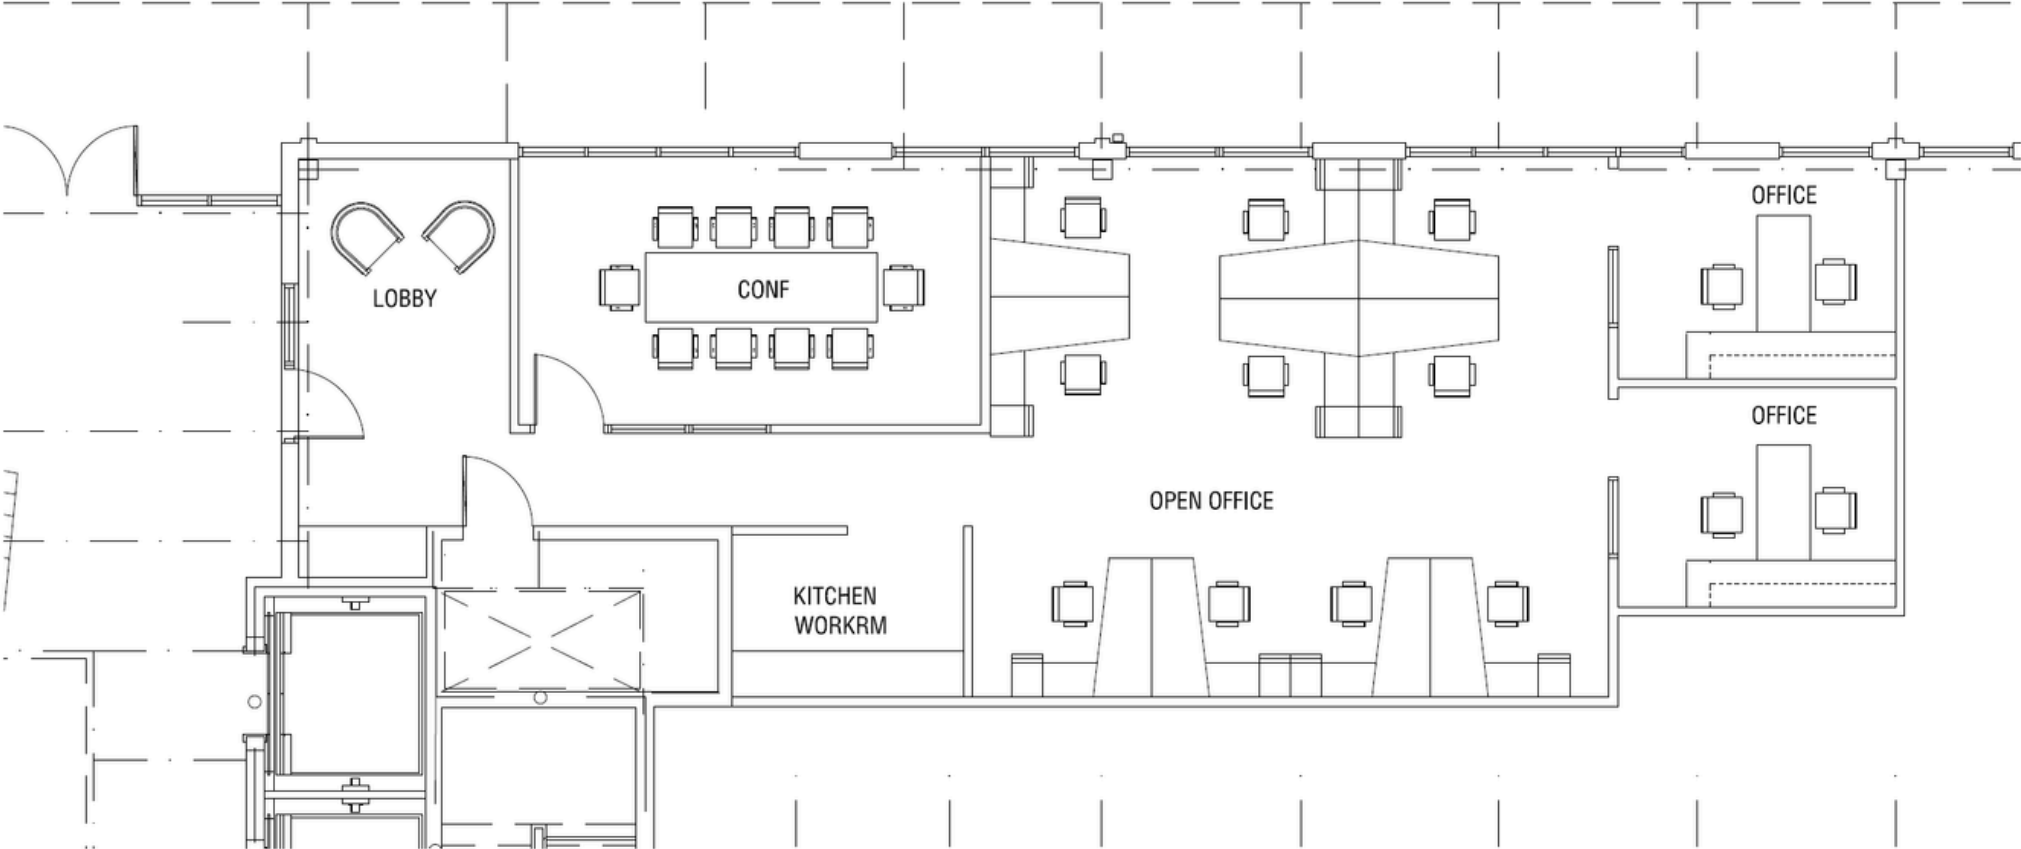 OFFICE
LOBBY
CONF
OFFICE
OPEN OFFICE
KITCHEN
WORKRM